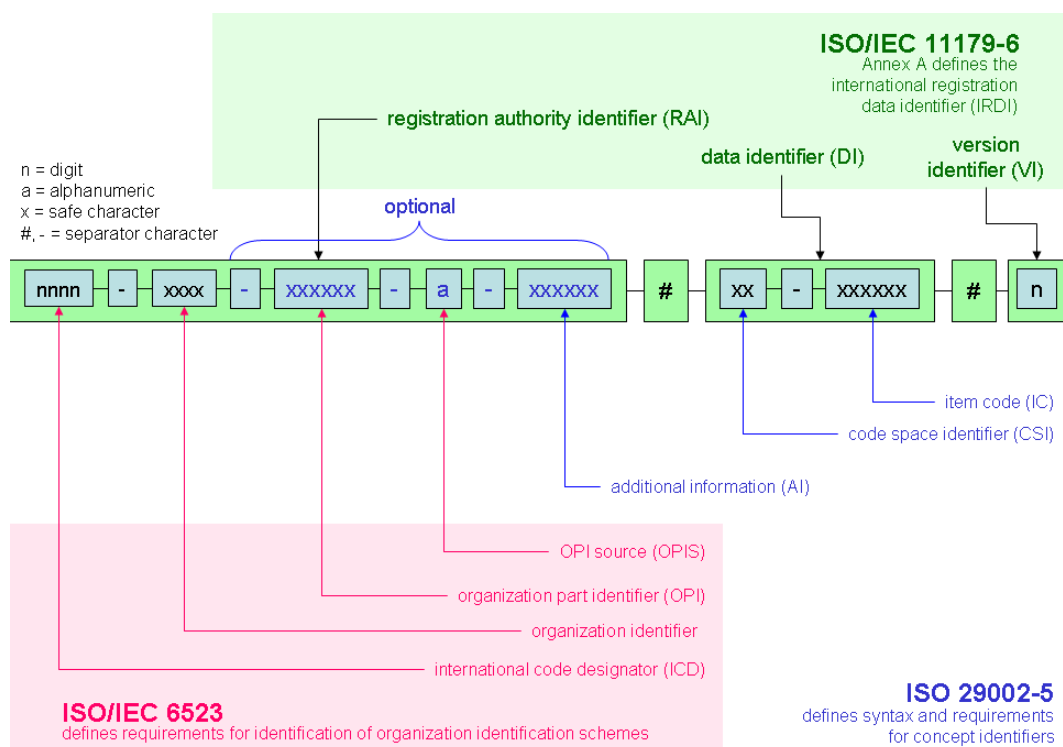 ISO/IEC 11179-6
Annex A defines the
international registration
data identifier (IRDI)
registration authority identifier (RAI)
data identifier (DI)
version
identifier (VI)
n = digit
a = alphanumeric
x = safe character
#, - = separator character
optional
nnnn - xxxx - xxxxxx - a - xxxxxx # xx - xxxxxx # n
item code (IC)
code space identifier (CSI)
additional information (AI)
OPI source (OPIS)
organization part identifier (OPI)
organization identifier
international code designator (ICD)
ISO/IEC 6523
defines requirements for identification of organization identification schemes
ISO 29002-5
defines syntax and requirements
for concept identifiers